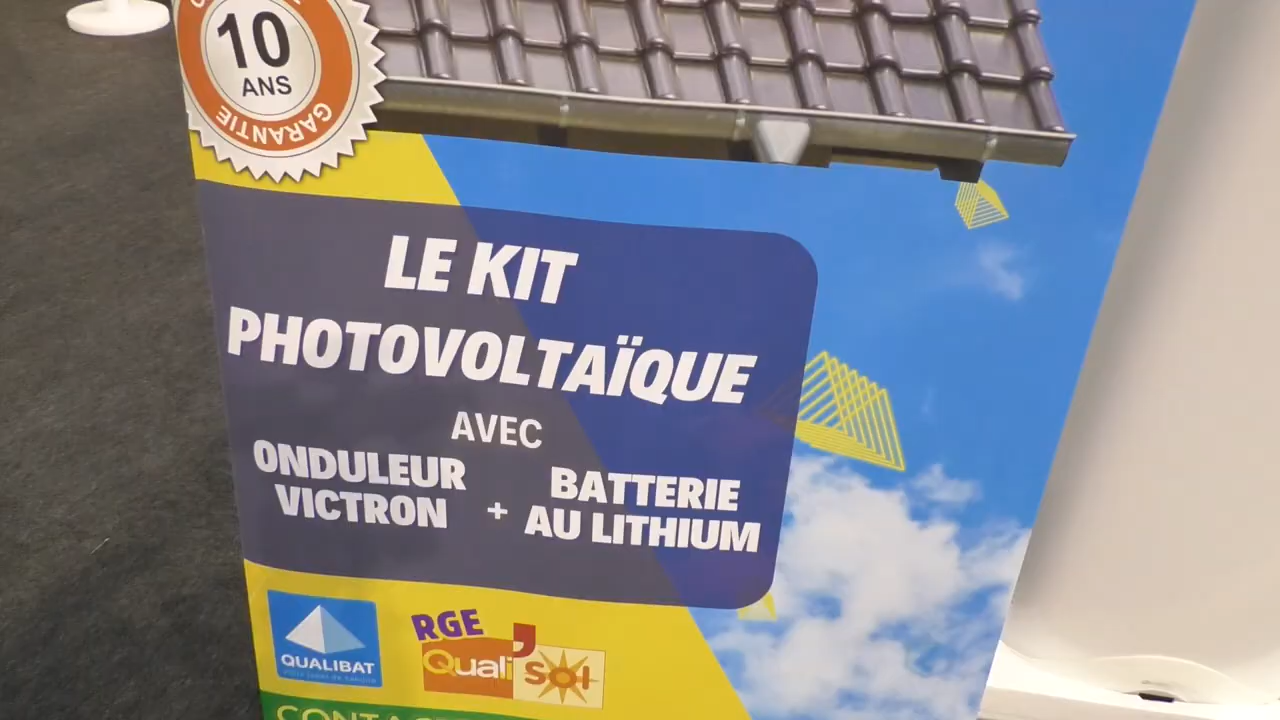 10
ANS
GARANTIE
LE KIT
PHOTOVOLTAÏQUE
AVEC
ONDULEUR
VICTRON
+
BATTERIE
AU LITHIUM
QUALIBAT
RGE
Quali'Sol